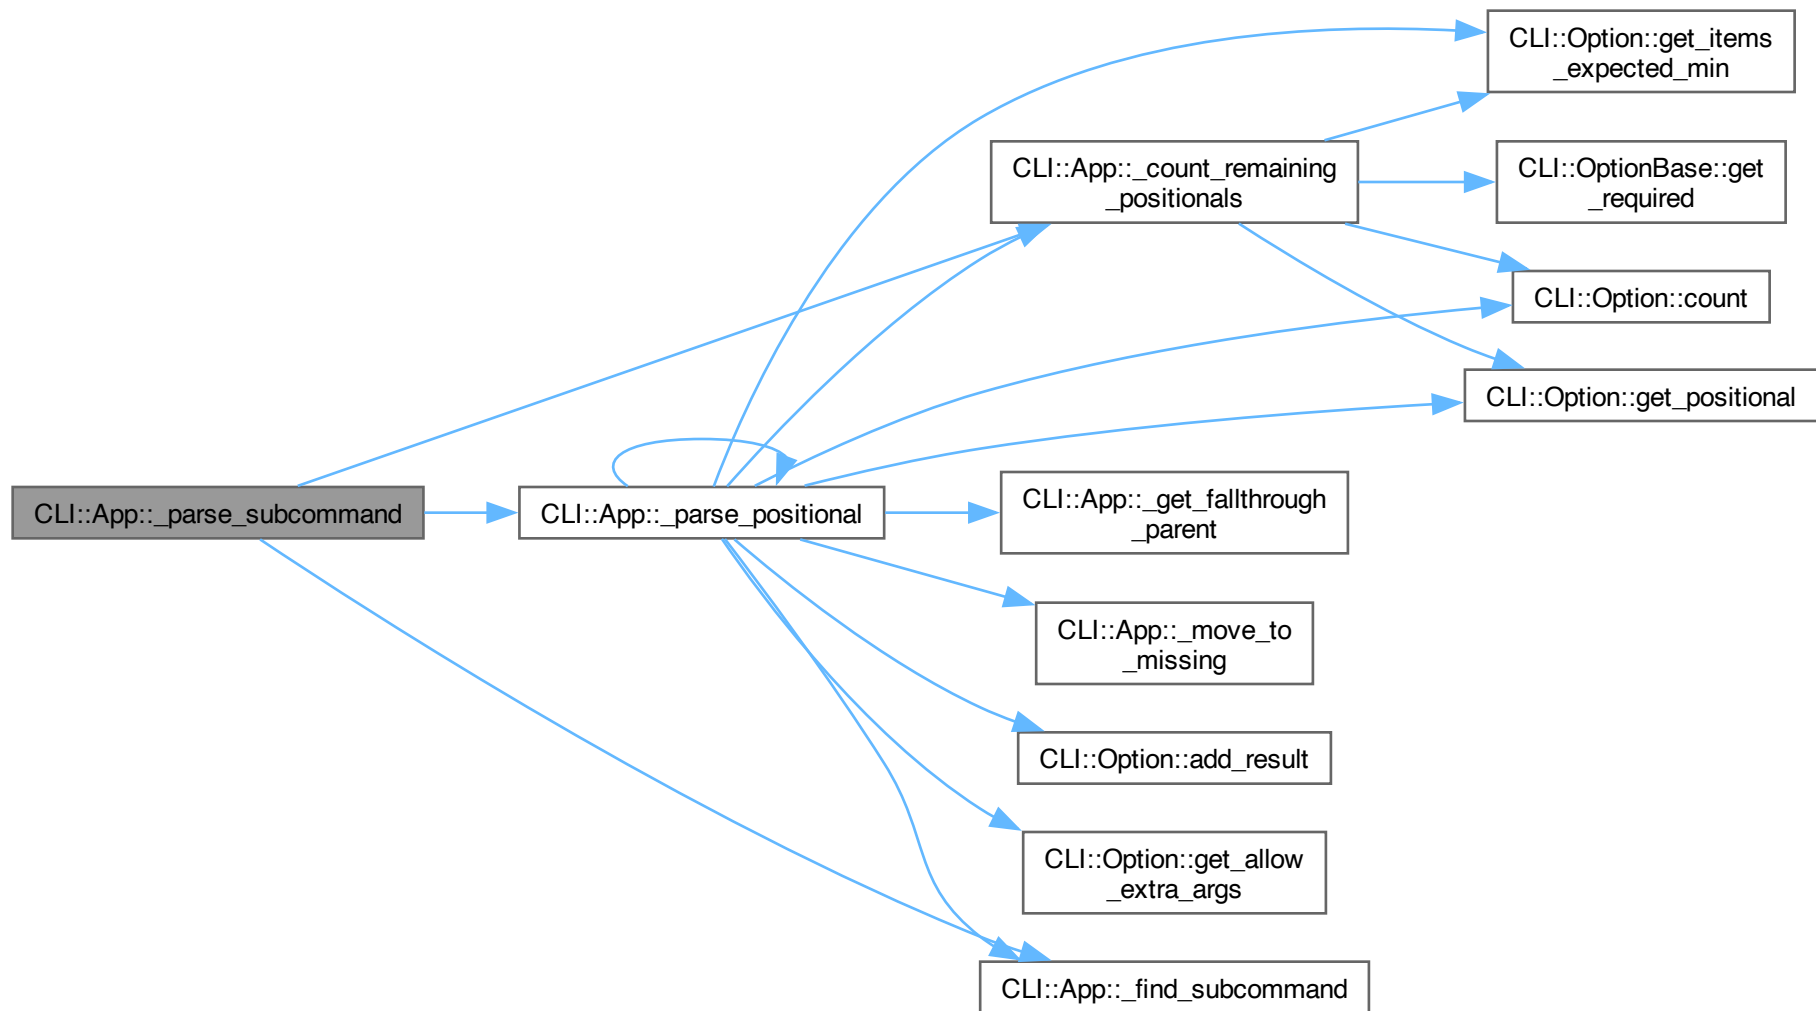 CLI::App::_parse_subcommand
CLI::App::_parse_positional
CLI::App::_count_remaining
_positionals
CLI::Option::get_items
_expected_min
CLI::OptionBase::get
_required
CLI::Option::count
CLI::Option::get_positional
CLI::App::_get_fallthrough
_parent
CLI::App::_move_to
_missing
CLI::Option::add_result
CLI::Option::get_allow
_extra_args
CLI::App::_find_subcommand